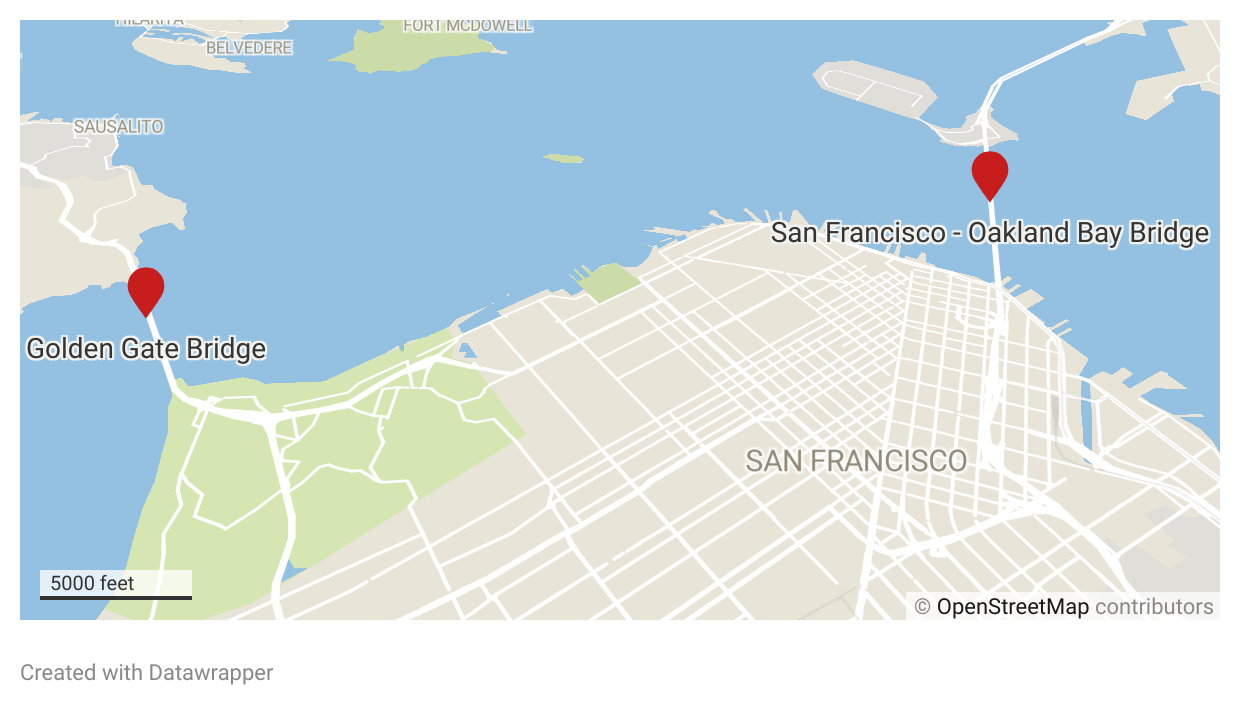 HILARITA
FORT MCDOWELL
BELVEDERE
SAUSALITO
San Francisco - Oakland Bay Bridge
Golden Gate Bridge
SAN FRANCISCO
5000 feet
© OpenStreetMap contributors
Created with Datawrapper